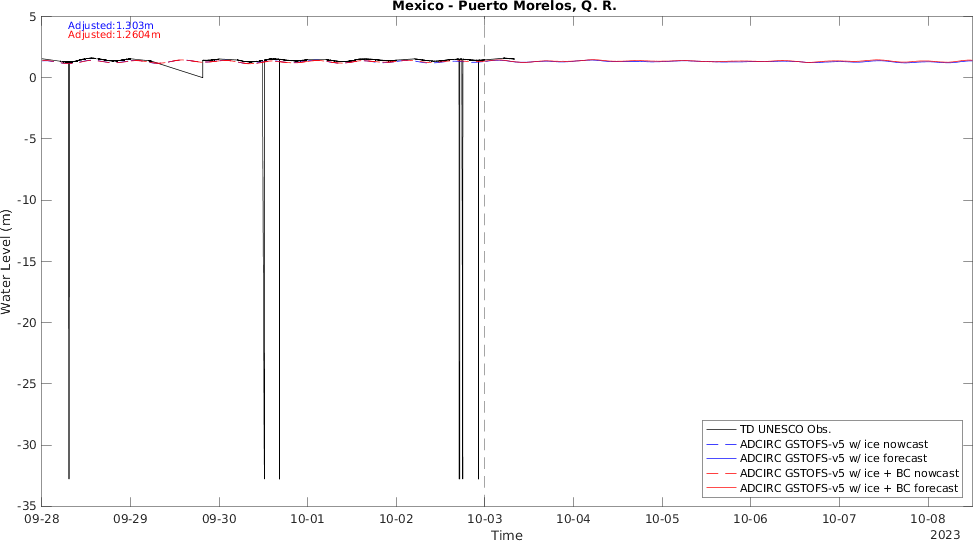 Mexico - Puerto Morelos, Q. R.
Adjusted:1.303m
Adjusted:1.2604m
5
0
-5
-10
-15
-20
-25
-30
-35
Water Level (m)
TD UNESCO Obs.
ADCIRC GSTOFS-v5 w/ ice nowcast
ADCIRC GSTOFS-v5 w/ ice forecast
ADCIRC GSTOFS-v5 w/ ice + BC nowcast
ADCIRC GSTOFS-v5 w/ ice + BC forecast
09-28 09-29 09-30 10-01 10-02 10-03 10-04 10-05 10-06 10-07 10-08
Time
2023